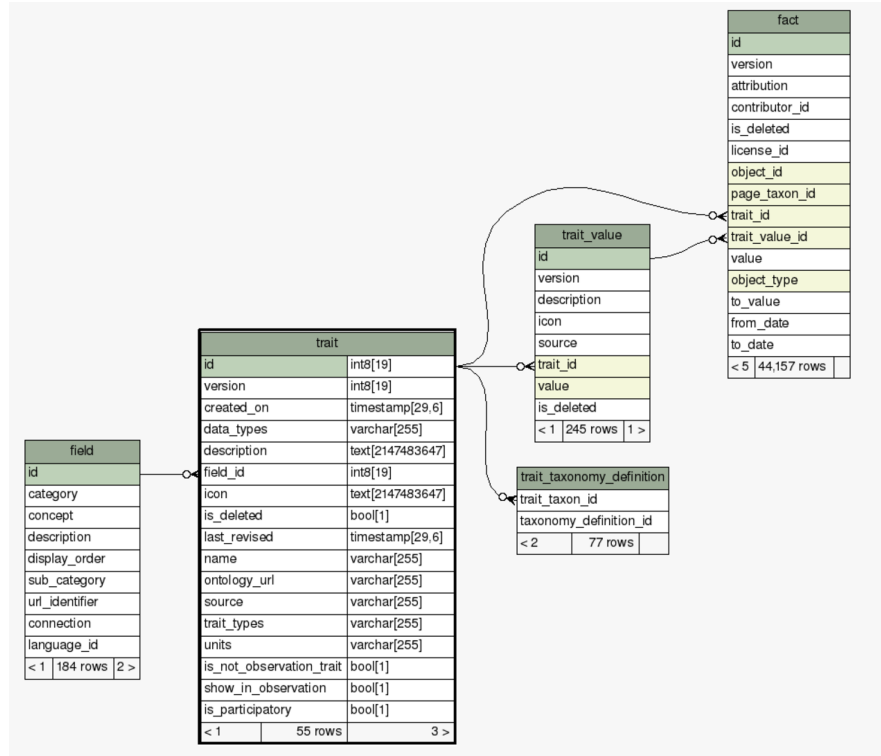 fact
id
version
attribution
contributor_id
is_deleted
license_id
object_id
page_taxon_id
trait_id
trait_value_id
value
object_type
to_value
from_date
to_date
< 5 44,157 rows
trait_value
id
version
description
icon
source
trait_id
value
is_deleted
< 1 245 rows 1 >
trait
id int8[19]
version int8[19]
created_on timestamp[29,6]
data_types varchar[255]
description text[2147483647]
field_id int8[19]
icon text[2147483647]
is_deleted bool[1]
last_revised timestamp[29,6]
name varchar[255]
ontology_url varchar[255]
source varchar[255]
trait_types varchar[255]
units varchar[255]
is_not_observation_trait bool[1]
show_in_observation bool[1]
is_participatory bool[1]
< 1 55 rows 3 >
field
id
category
concept
description
display_order
sub_category
url_identifier
connection
language_id
< 1 184 rows 2 >
trait_taxonomy_definition
trait_taxon_id
taxonomy_definition_id
< 2 77 rows